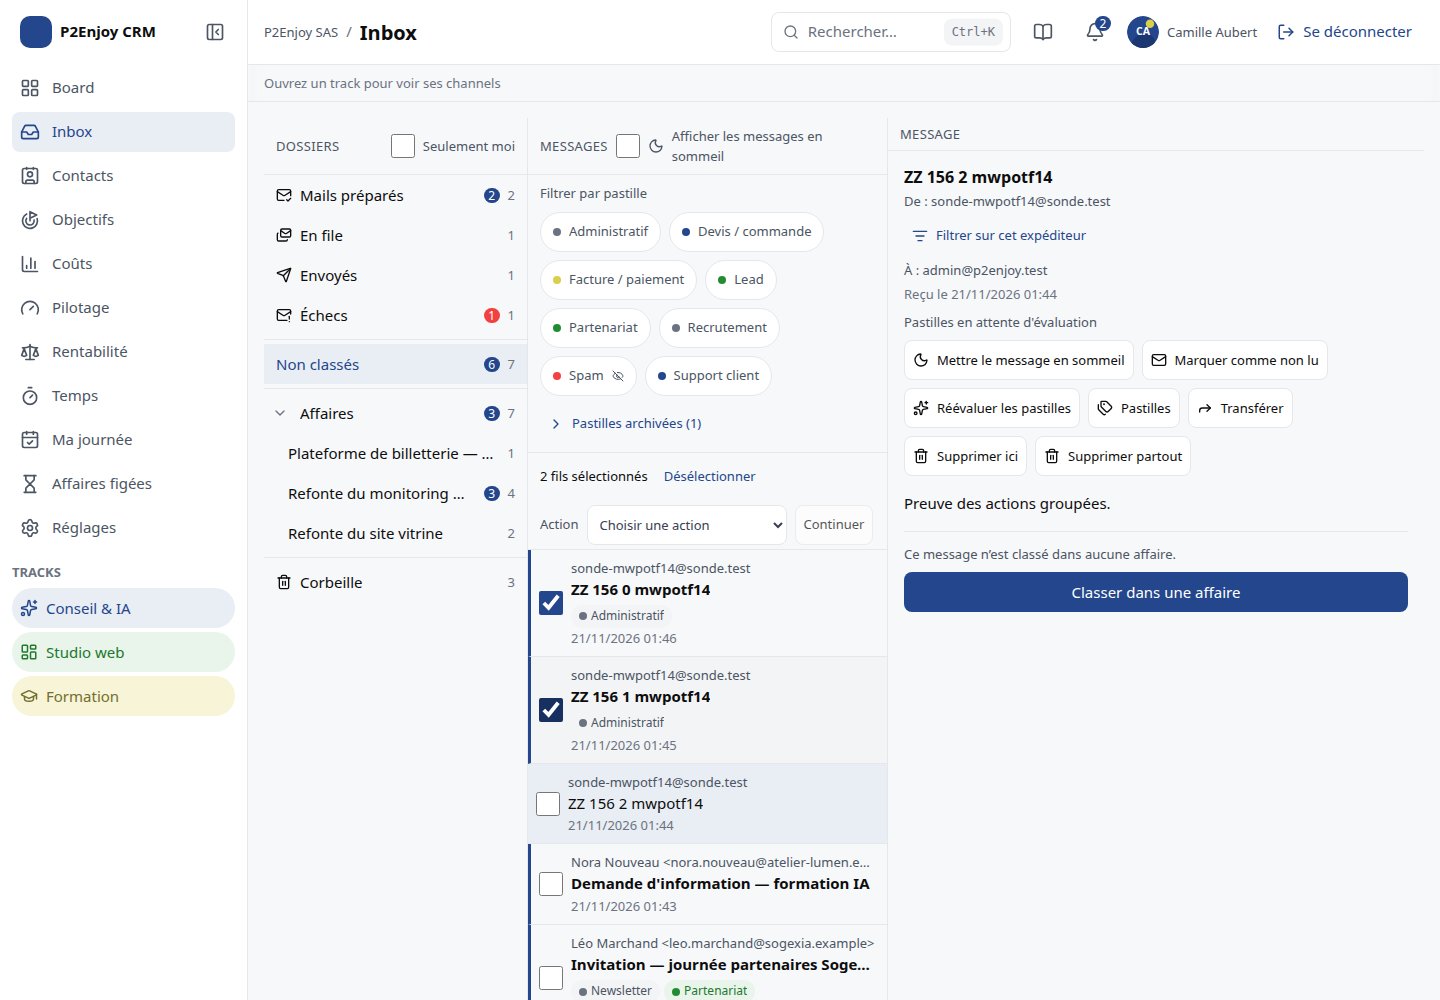 P2Enjoy CRM
Board
Inbox
Contacts
Objectifs
Coûts
Pilotage
Rentabilité
Temps
Ma journée
Affaires figées
Réglages
TRACKS
Conseil & IA
Studio web
Formation
P2Enjoy SAS / Inbox
Rechercher...
Ctrl+K
2
CA
Camille Aubert
Se déconnecter
Ouvrez un track pour voir ses channels
DOSSIERS
Seulement moi
Mails préparés 2 2
En file 1
Envoyés 1
Échecs 1 1
Non classés 6 7
Affaires 3 7
Plateforme de billetterie — ... 1
Refonte du monitoring ... 3 4
Refonte du site vitrine 2
Corbeille 3
MESSAGES
Afficher les messages en
sommeil
Filtrer par pastille
Administratif
Devis / commande
Facture / paiement
Lead
Partenariat
Recrutement
Spam
Support client
Pastilles archivées (1)
2 fils sélectionnés
Désélectionner
Action
Choisir une action
Continuer
sonde-mwpotf14@sonde.test
ZZ 156 0 mwpotf14
Administratif
21/11/2026 01:46
sonde-mwpotf14@sonde.test
ZZ 156 1 mwpotf14
Administratif
21/11/2026 01:45
sonde-mwpotf14@sonde.test
ZZ 156 2 mwpotf14
21/11/2026 01:44
Nora Nouveau <nora.nouveau@atelier-lumen.e...
Demande d'information — formation IA
21/11/2026 01:43
Léo Marchand <leo.marchand@sogexia.example>
Invitation — journée partenaires Soge...
Newsletter
Partenariat
MESSAGE
ZZ 156 2 mwpotf14
De : sonde-mwpotf14@sonde.test
Filtrer sur cet expéditeur
À : admin@p2enjoy.test
Reçu le 21/11/2026 01:44
Pastilles en attente d'évaluation
Mettre le message en sommeil
Marquer comme non lu
Réévaluer les pastilles
Pastilles
Transférer
Supprimer ici
Supprimer partout
Preuve des actions groupées.
Ce message n'est classé dans aucune affaire.
Classer dans une affaire